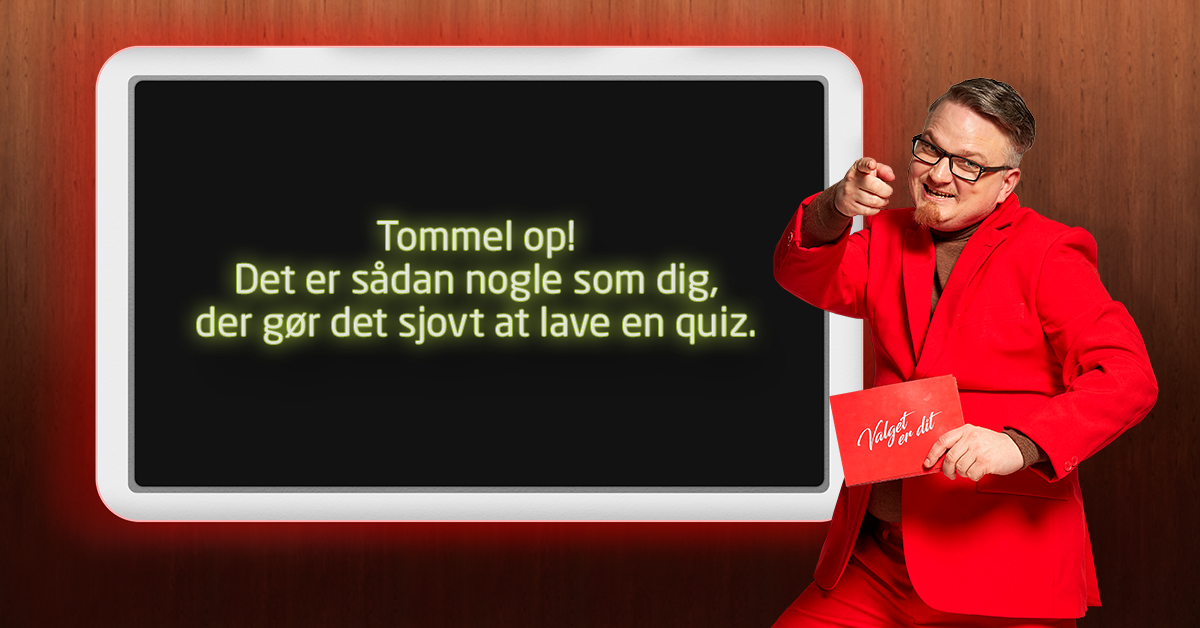 Tommel op!
Det er sådan nogle som dig,
der gør det sjovt at lave en quiz.
Valget
er dit